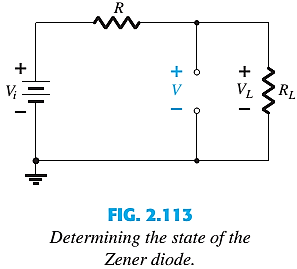 R
+
Vi
−
+
V
−
+
VL
−
RL
FIG. 2.113
Determining the state of the
Zener diode.